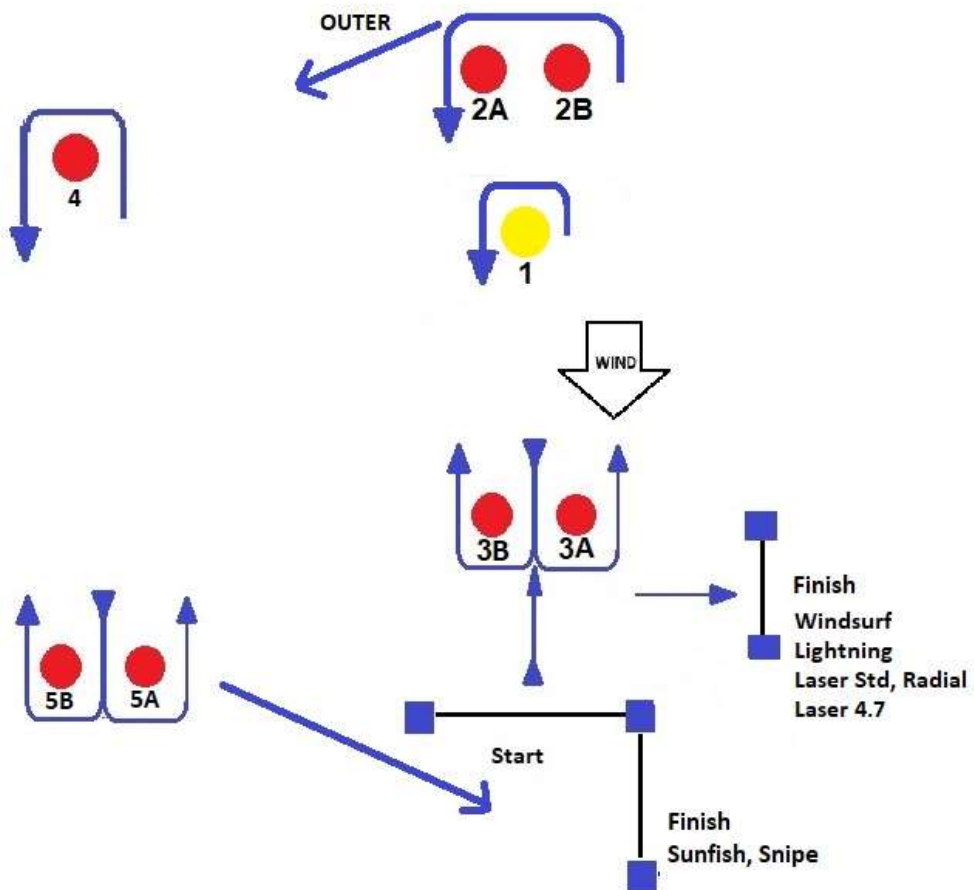 OUTER
2A 2B
4
1
WIND
3B 3A
Finish
Windsurf
Lightning
Laser Std, Radial
Laser 4.7
5B 5A
Start
Finish
Sunfish, Snipe